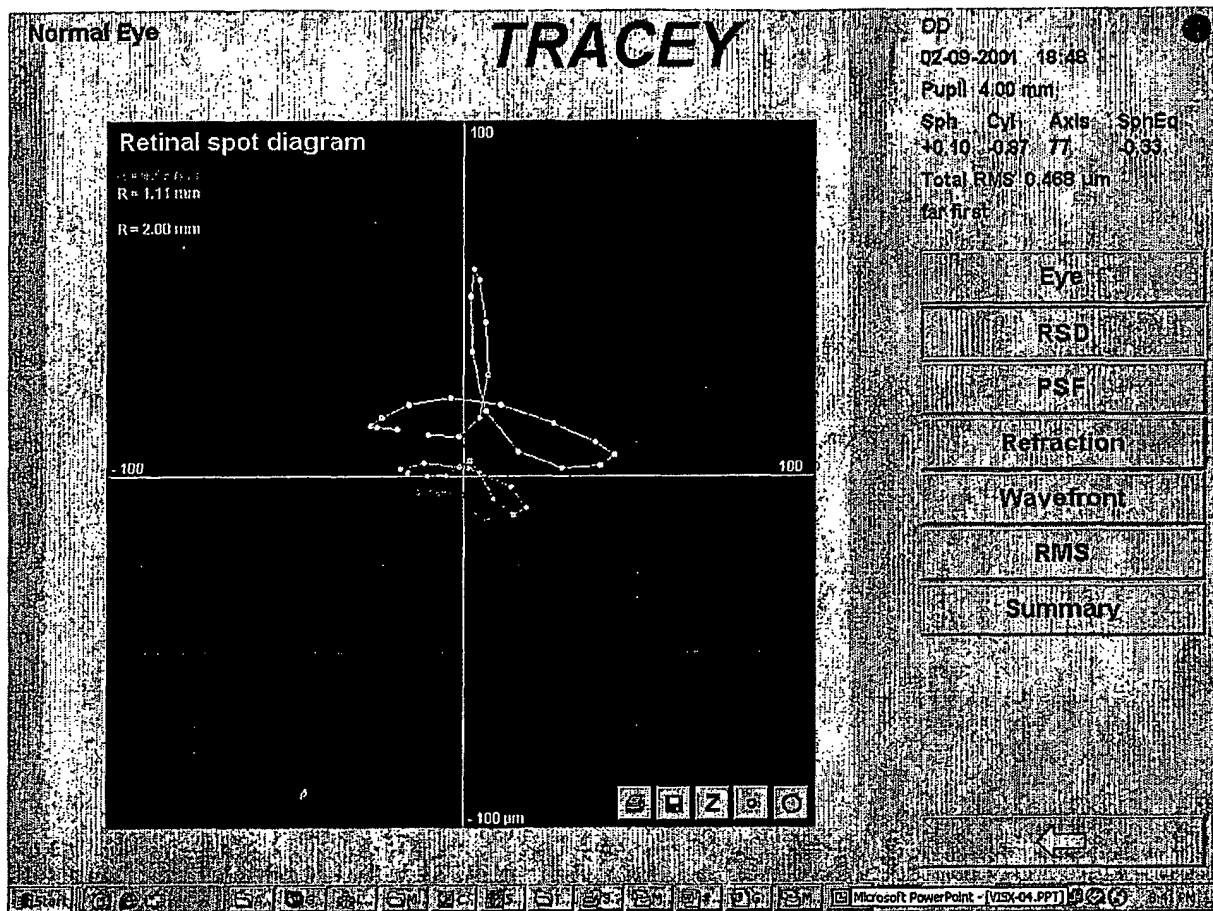 Normal Eye
TRACEY
OD
02-09-2001 18:48
Pupil 4.00 mm
Sph Cyl Axis SphEq
+0.10 -0.87 77 -0.33
Total RMS 0.468 µm
far first
Retinal spot diagram
R = 1.11 mm
R = 2.00 mm
100
-100
100
-100 µm
Eye
RSD
PSF
Refraction
Wavefront
RMS
Summary
Z
Start
Microsoft PowerPoint - [VISX-04.PPT]